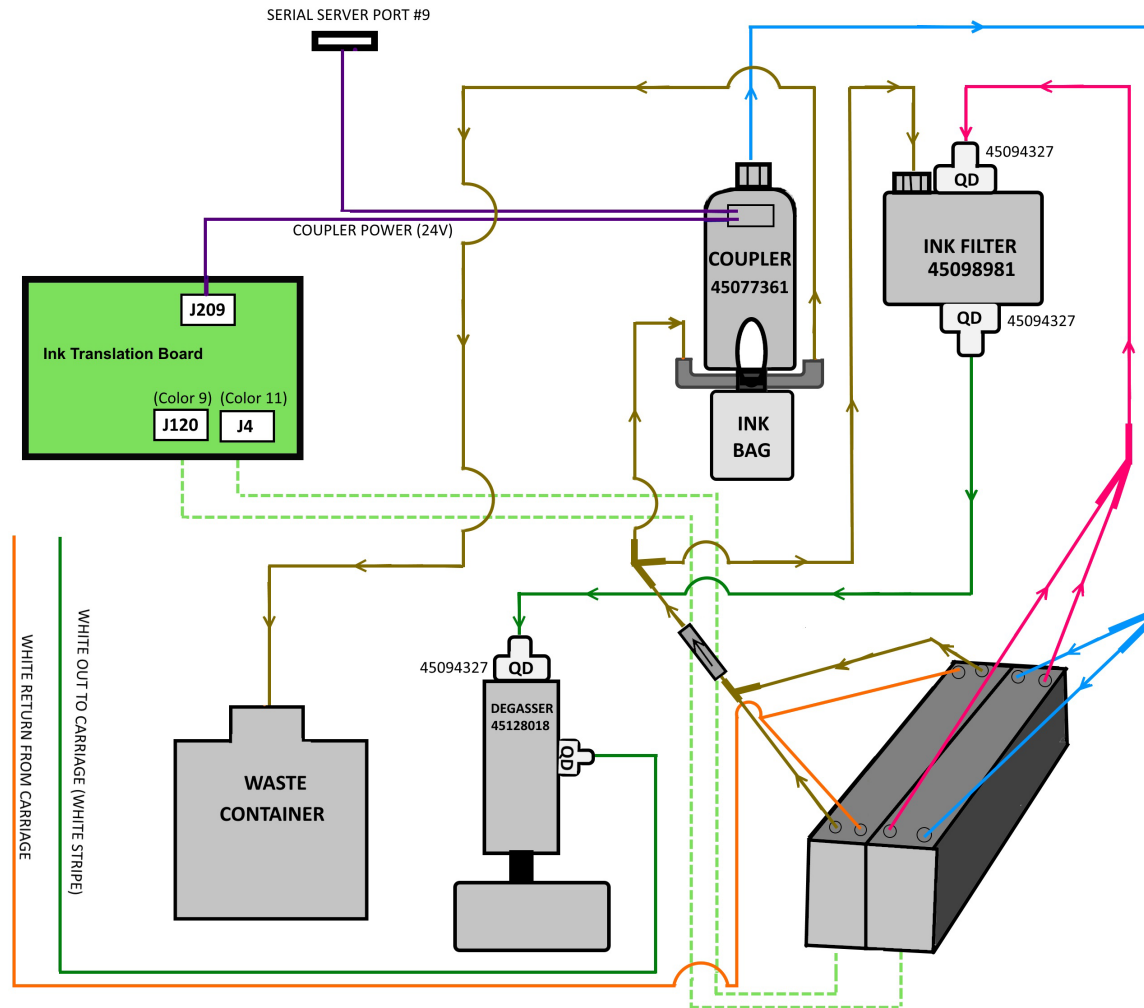 SERIAL SERVER PORT #9
45094327
QD
COUPLER POWER (24V)
COUPLER
45077361
INK FILTER
45098981
J209
QD
45094327
Ink Translation Board
(Color 9) (Color 11)
J120
J4
INK
BAG
45094327
QD
DEGASSER
45128018
QD
WASTE
CONTAINER
WHITE OUT TO CARRIAGE (WHITE STRIPE)
WHITE RETURN FROM CARRIAGE